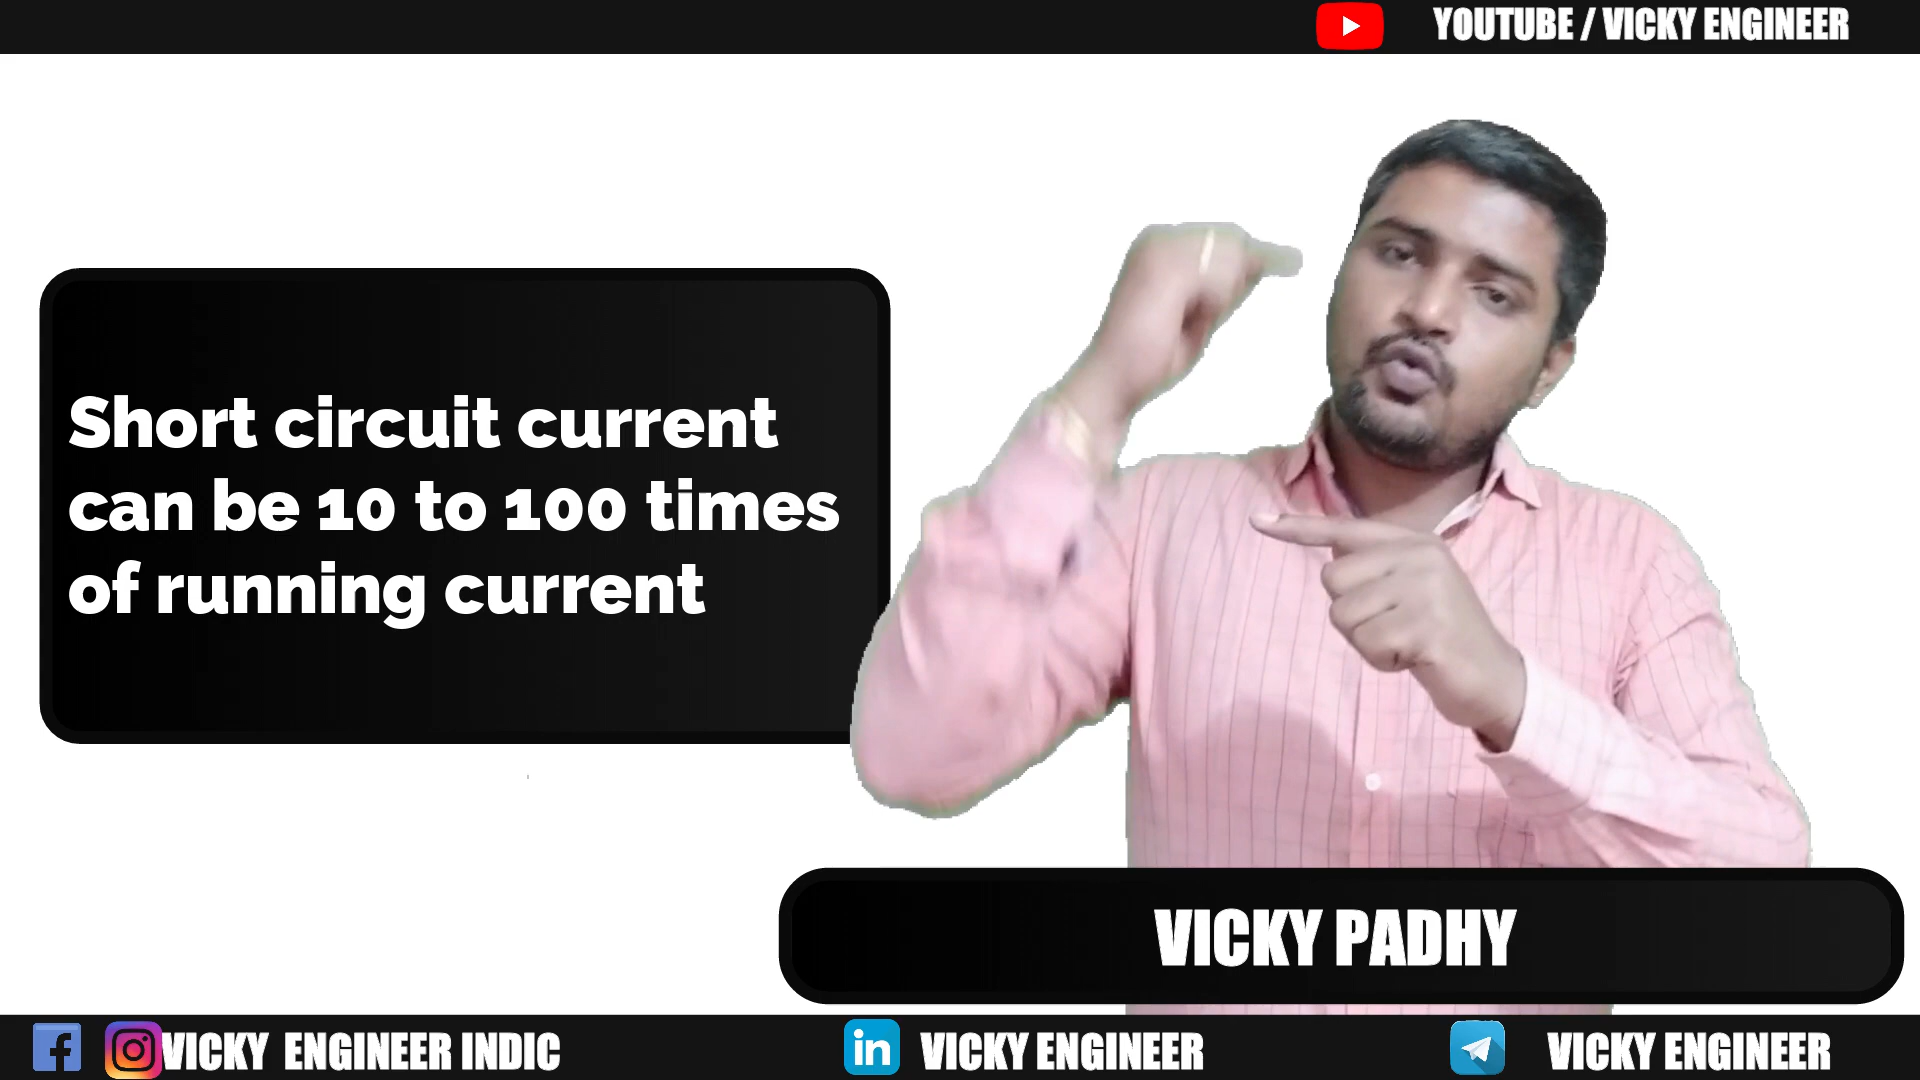 YOUTUBE / VICKY ENGINEER
Short circuit current
can be 10 to 100 times
of running current
VICKY PADHY
VICKY ENGINEER INDIC
VICKY ENGINEER
VICKY ENGINEER